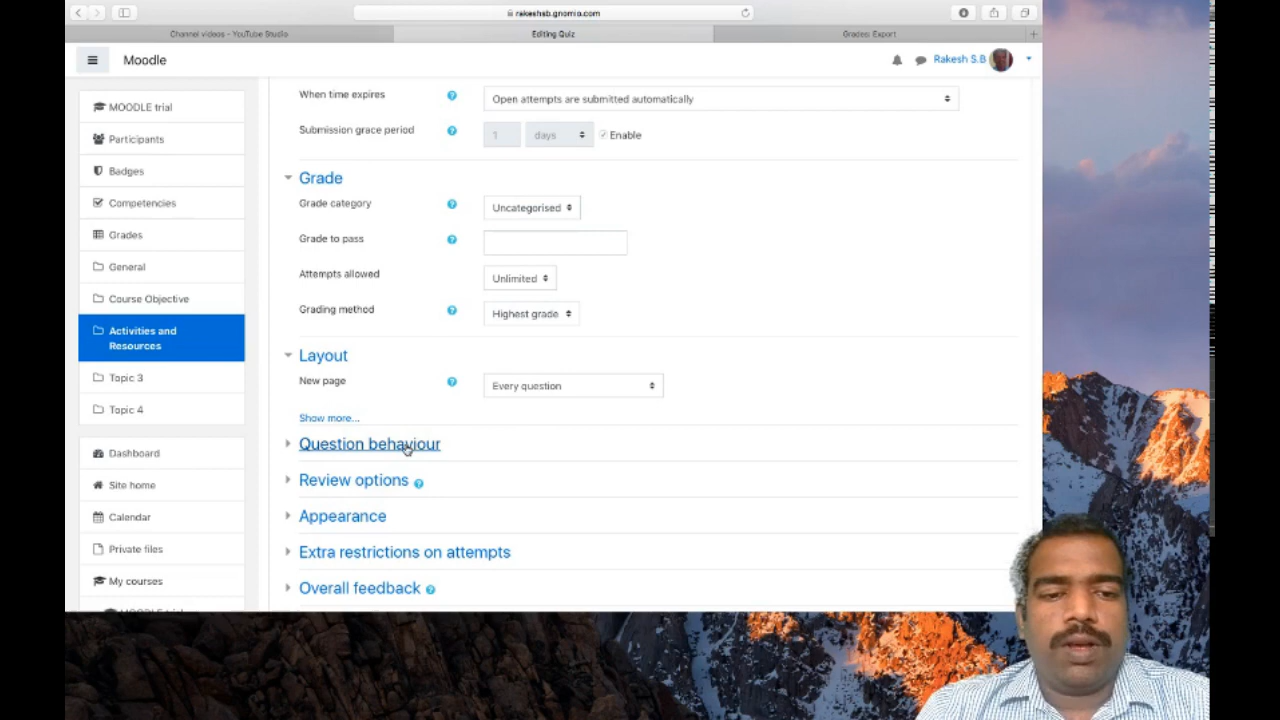 rakeshsb.gnomio.com
Channel videos - YouTube Studio
Editing Quiz
Grades: Export
Moodle
Rakesh S.B
MOODLE trial
Participants
Badges
Competencies
Grades
General
Course Objective
Activities and
Resources
Topic 3
Topic 4
Dashboard
Site home
Calendar
Private files
My courses
MOODLE trial
When time expires
Open attempts are submitted automatically
Submission grace period
1
days
Enable
Grade
Grade category
Uncategorised
Grade to pass
Attempts allowed
Unlimited
Grading method
Highest grade
Layout
New page
Every question
Show more...
Question behaviour
Review options
Appearance
Extra restrictions on attempts
Overall feedback